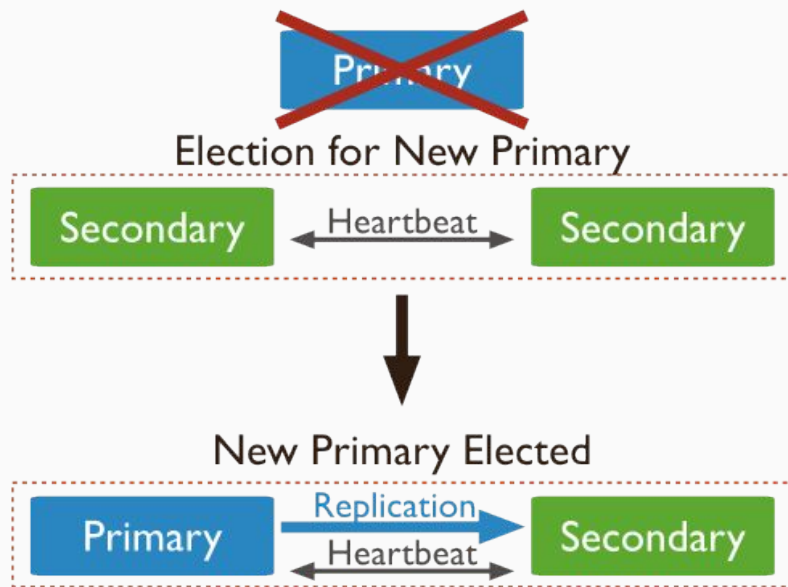 Primary
Election for New Primary
Secondary
Heartbeat
Secondary
New Primary Elected
Primary
Replication
Heartbeat
Secondary